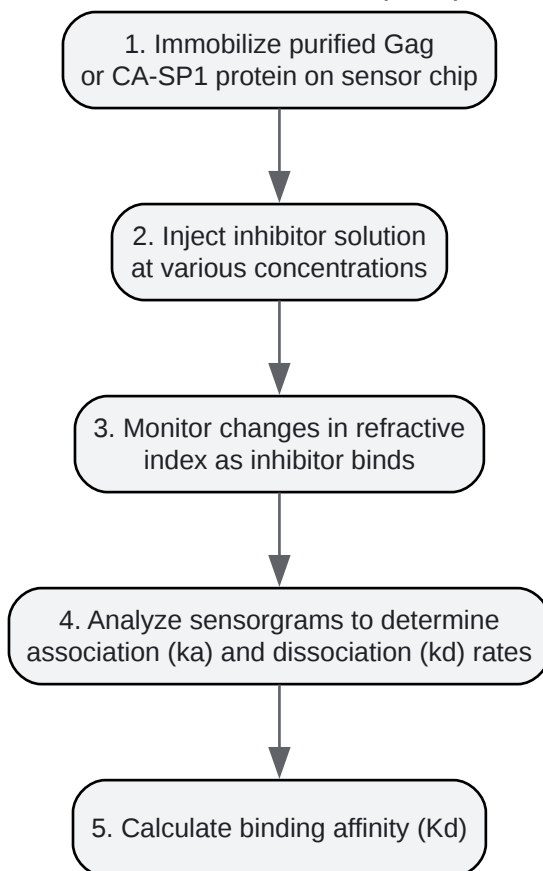 1. Immobilize purified Gag
or CA-SP1 protein on sensor chip
2. Inject inhibitor solution
at various concentrations
3. Monitor changes in refractive
index as inhibitor binds
4. Analyze sensorgrams to determine
association (ka) and dissociation (kd) rates
5. Calculate binding affinity (Kd)